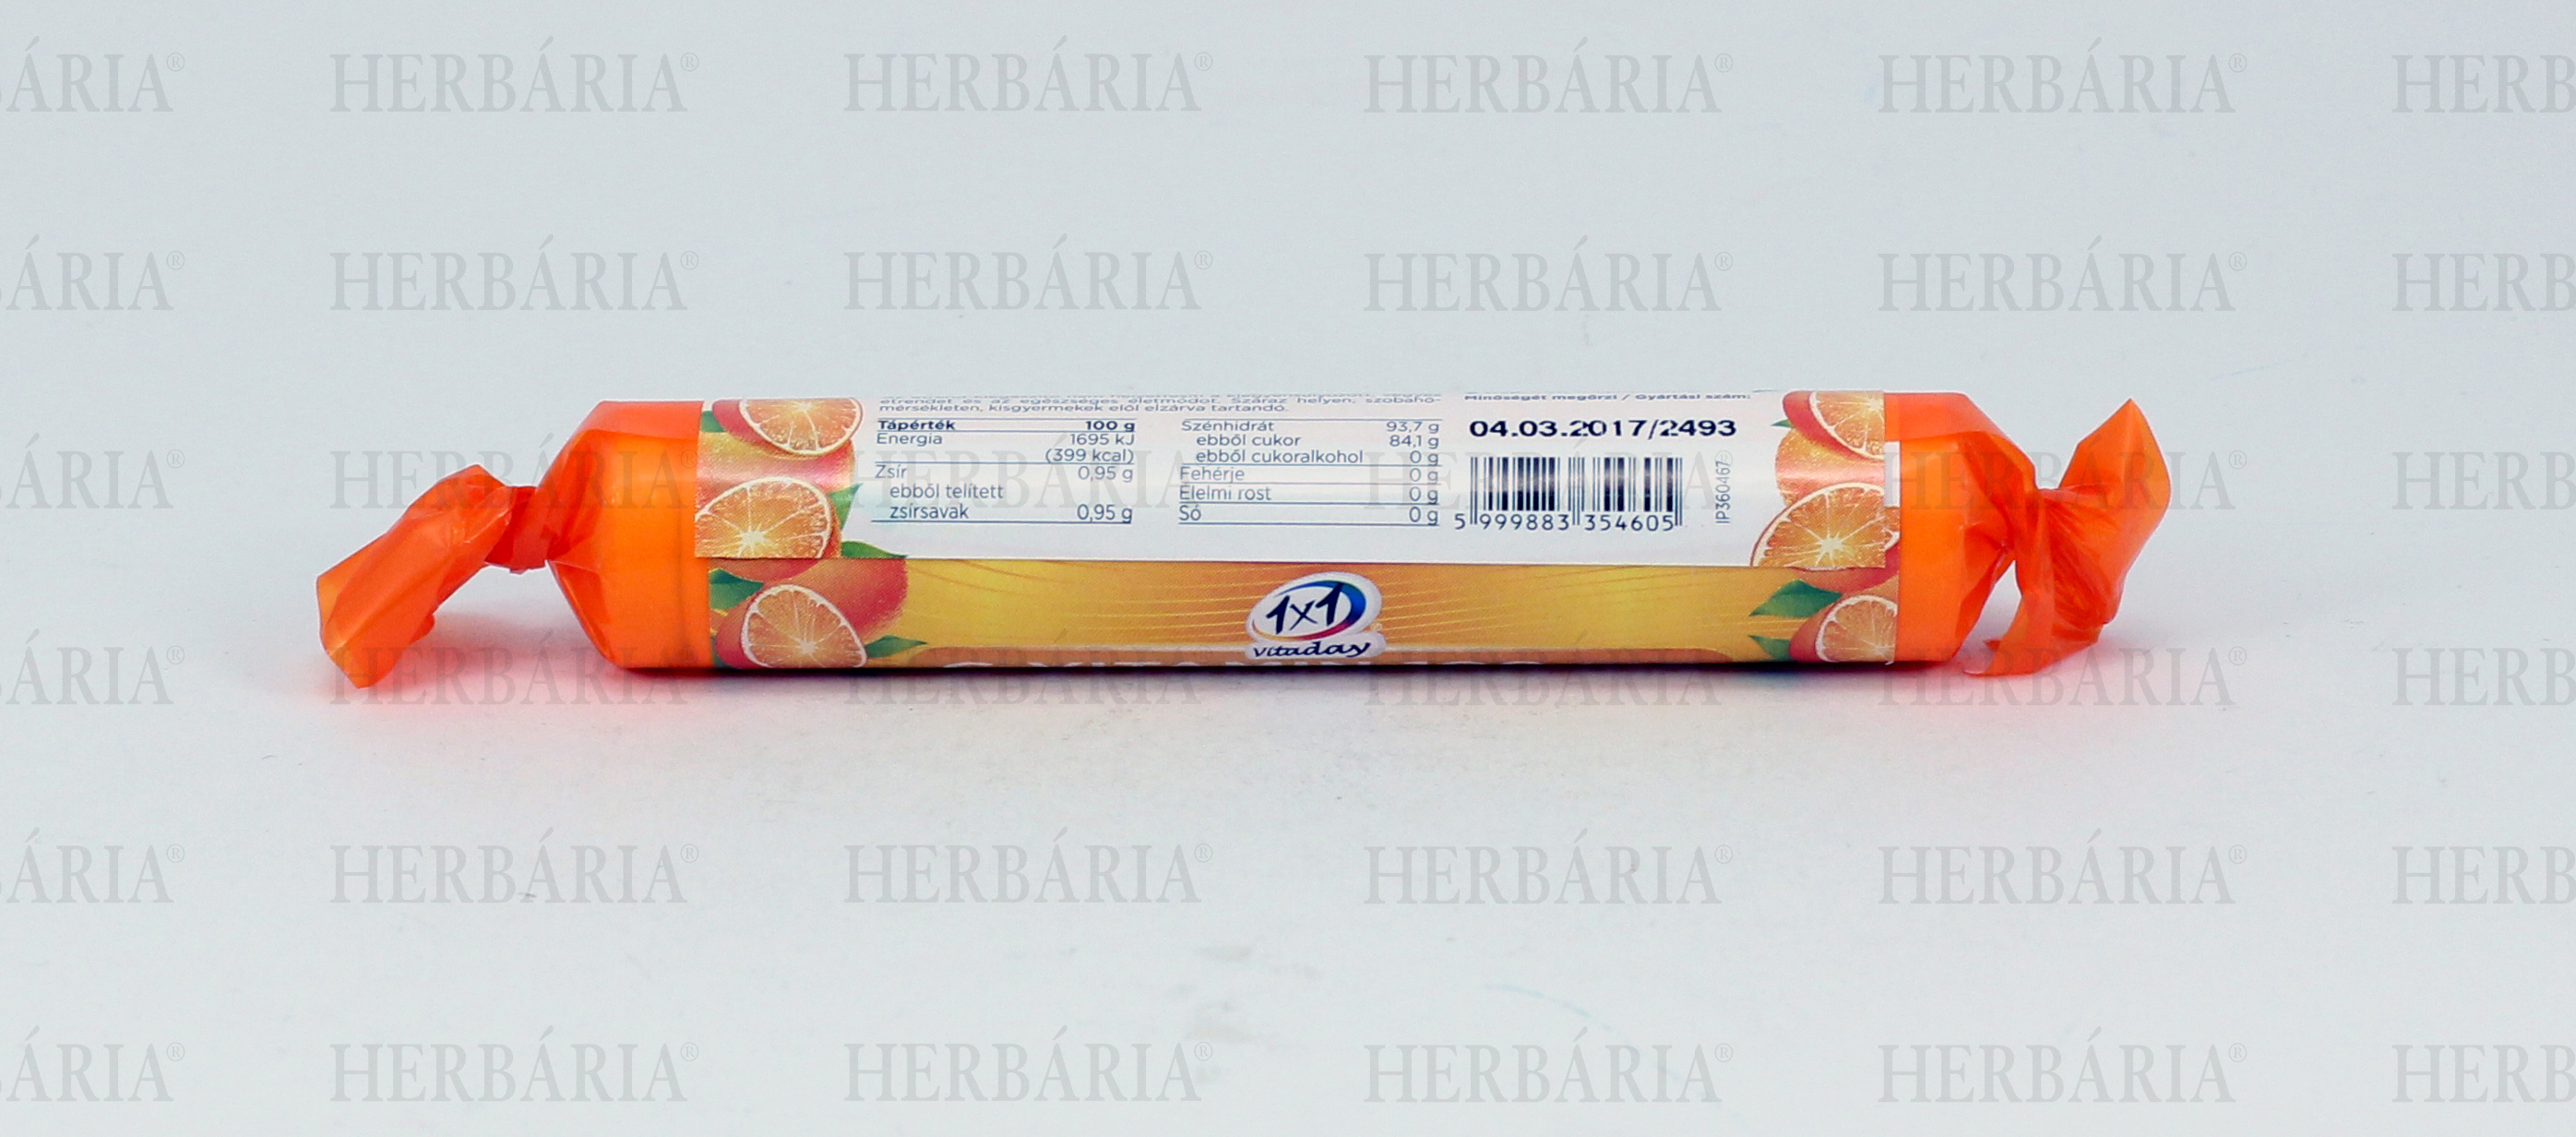 HERBÁRIA®
étrendet és az egészséges életmódot. Száraz helyen, szobahő-
mérsékleten, kisgyermekek elől elzárva tartandó.
Tápérték 100 g
Energia 1695 kJ
(399 kcal)
Zsír 0,95 g
ebből telített
zsírsavak 0,95 g
Szénhidrát 93,7 g
ebből cukor 84,1 g
ebből cukoralkohol 0 g
Fehérje 0 g
Élelmi rost 0 g
Só 0 g
Minőségét megőrzi / Gyártási szám:
04.03.2017/2493
5 999883 354605
IP360467
1x1
vitaday